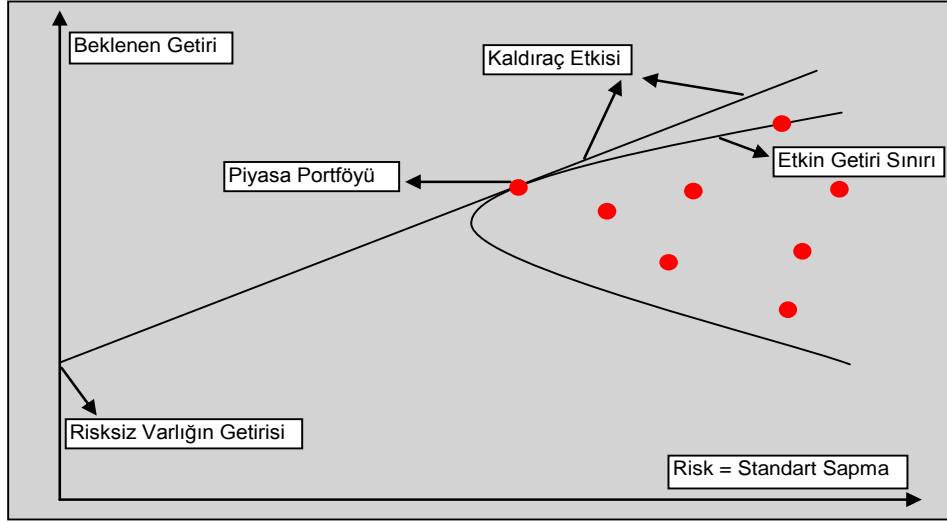 Beklenen Getiri
Kaldıraç Etkisi
Etkin Getiri Sınırı
Piyasa Portföyü
Risksiz Varlığın Getirisi
Risk = Standart Sapma